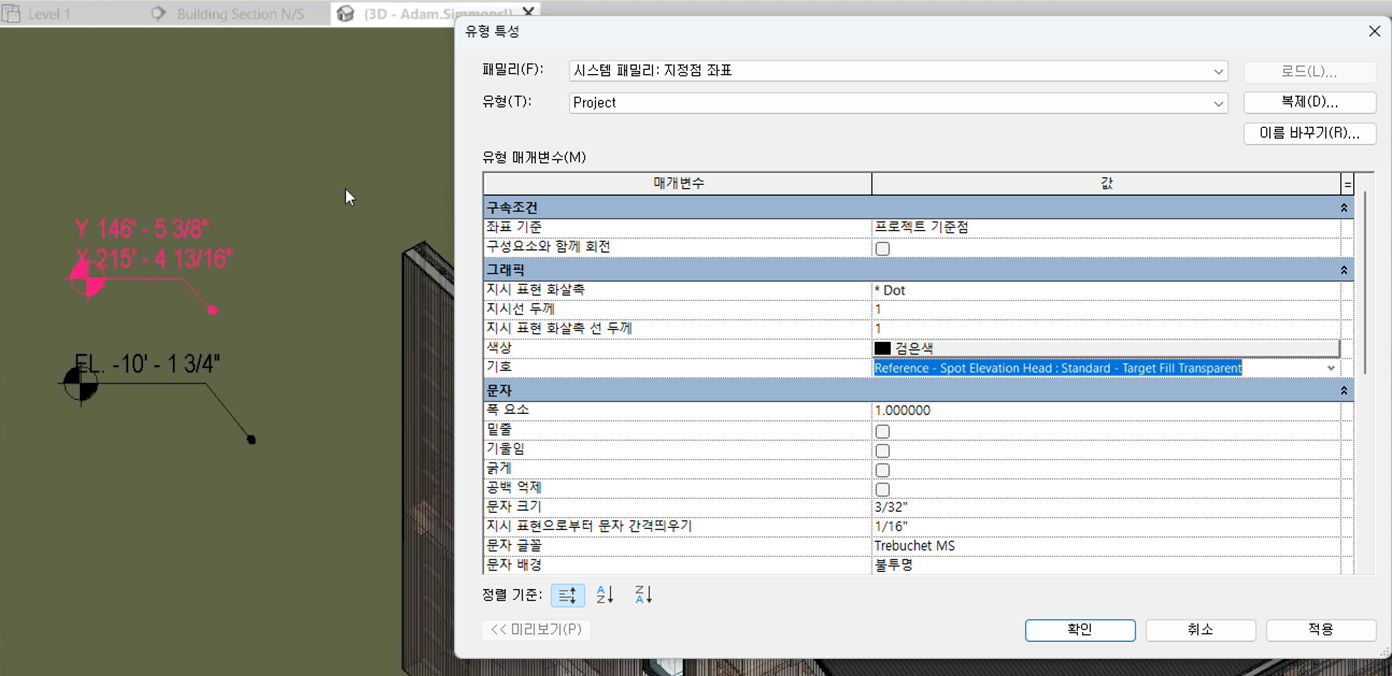 Level 1
Building Section N/S
(3D - Adam.Simmons!)
유형 특성
패밀리(F):
시스템 패밀리: 지정점 좌표
로드(L)...
유형(T):
Project
복제(D)...
이름 바꾸기(R)...
유형 매개변수(M)
매개변수
값
=
구속조건
좌표 기준
프로젝트 기준점
구성요소와 함께 회전
그래픽
지시 표현 화살촉
* Dot
지시선 두께
1
지시 표현 화살촉 선 두께
1
색상
검은색
기호
Reference - Spot Elevation Head : Standard - Target Fill Transparent
문자
폭 요소
1.000000
밑줄
기울임
굵게
공백 억제
문자 크기
3/32"
지시 표현으로부터 문자 간격띄우기
1/16"
문자 글꼴
Trebuchet MS
문자 배경
불투명
정렬 기준:
<< 미리보기(P)
확인
취소
적용
Y 146' - 5 3/8"
X 215' - 4 13/16"
EL. -10' - 1 3/4"